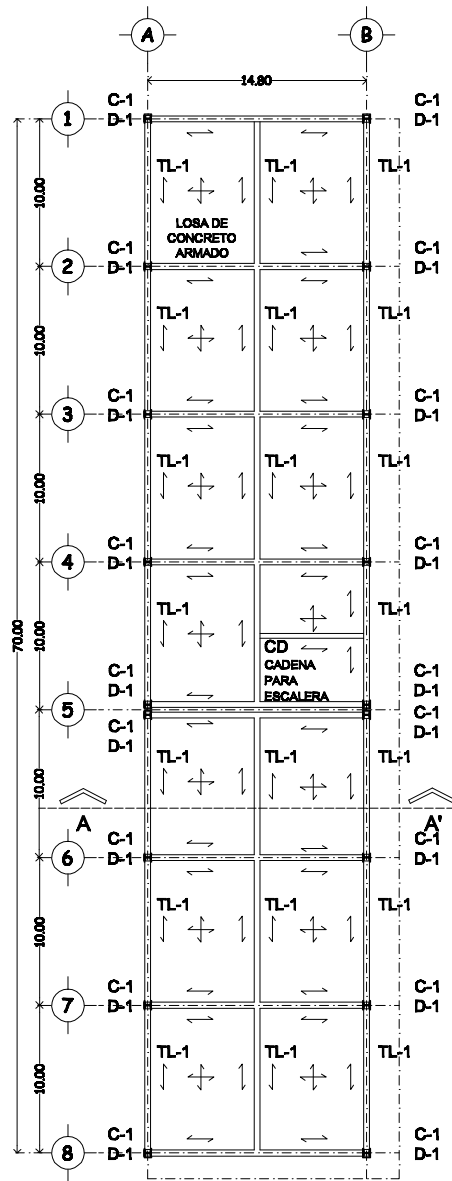 A B
14.80
C-1 C-1
1 D-1 D-1
TL-1 TL-1 TL-1
10.00
LOSA DE
CONCRETO
ARMADO
C-1 C-1
2 D-1 D-1
TL-1 TL-1 TL-1
10.00
C-1 C-1
3 D-1 D-1
TL-1 TL-1 TL-1
10.00
C-1 C-1
4 D-1 D-1
TL-1 TL-1
70.00
10.00
CD
CADENA
PARA
ESCALERA
C-1 C-1
D-1 D-1
5
C-1 C-1
D-1 D-1
TL-1 TL-1 TL-1
10.00
A A'
C-1 C-1
6 D-1 D-1
TL-1 TL-1 TL-1
10.00
C-1 C-1
7 D-1 D-1
TL-1 TL-1 TL-1
10.00
C-1 C-1
8 D-1 D-1